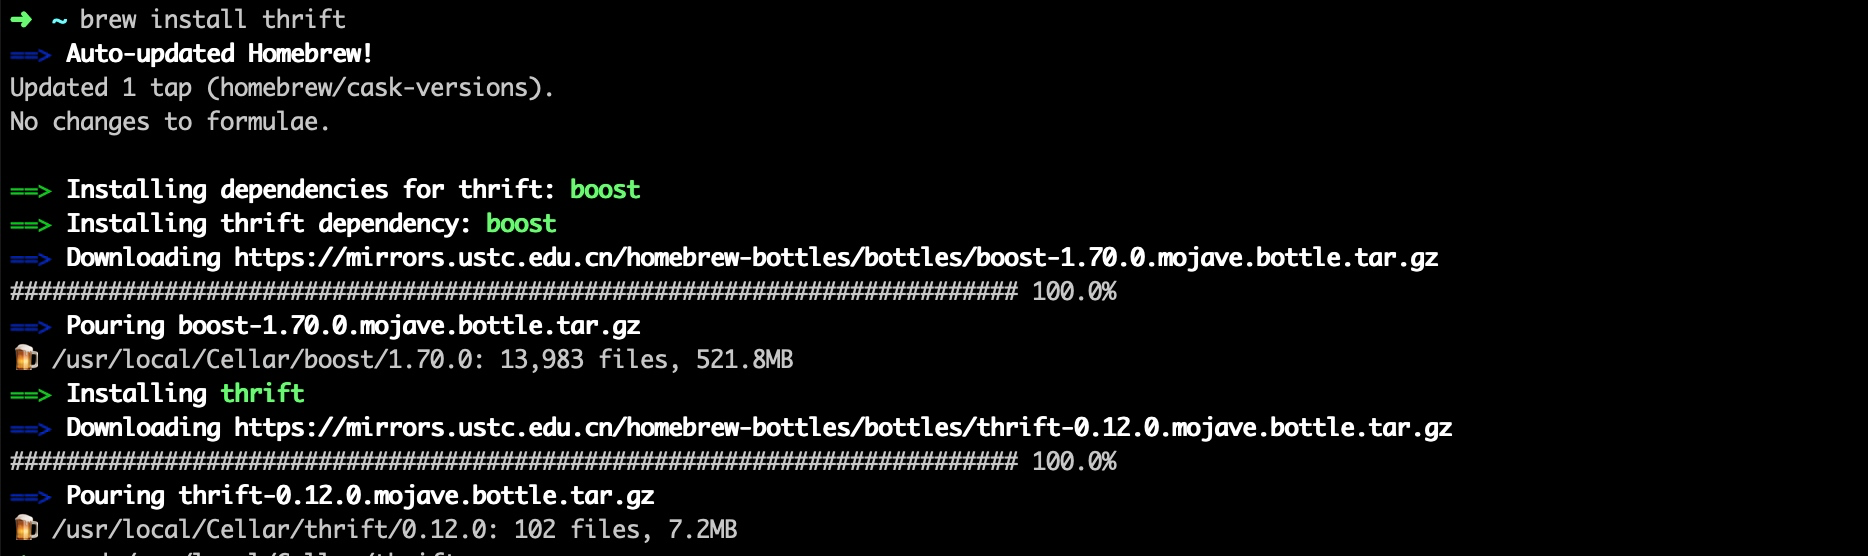 ➜ ~ brew install thrift
==> Auto-updated Homebrew!
Updated 1 tap (homebrew/cask-versions).
No changes to formulae.
==> Installing dependencies for thrift: boost
==> Installing thrift dependency: boost
==> Downloading https://mirrors.ustc.edu.cn/homebrew-bottles/bottles/boost-1.70.0.mojave.bottle.tar.gz
######################################################################## 100.0%
==> Pouring boost-1.70.0.mojave.bottle.tar.gz
🍺 /usr/local/Cellar/boost/1.70.0: 13,983 files, 521.8MB
==> Installing thrift
==> Downloading https://mirrors.ustc.edu.cn/homebrew-bottles/bottles/thrift-0.12.0.mojave.bottle.tar.gz
######################################################################## 100.0%
==> Pouring thrift-0.12.0.mojave.bottle.tar.gz
🍺 /usr/local/Cellar/thrift/0.12.0: 102 files, 7.2MB